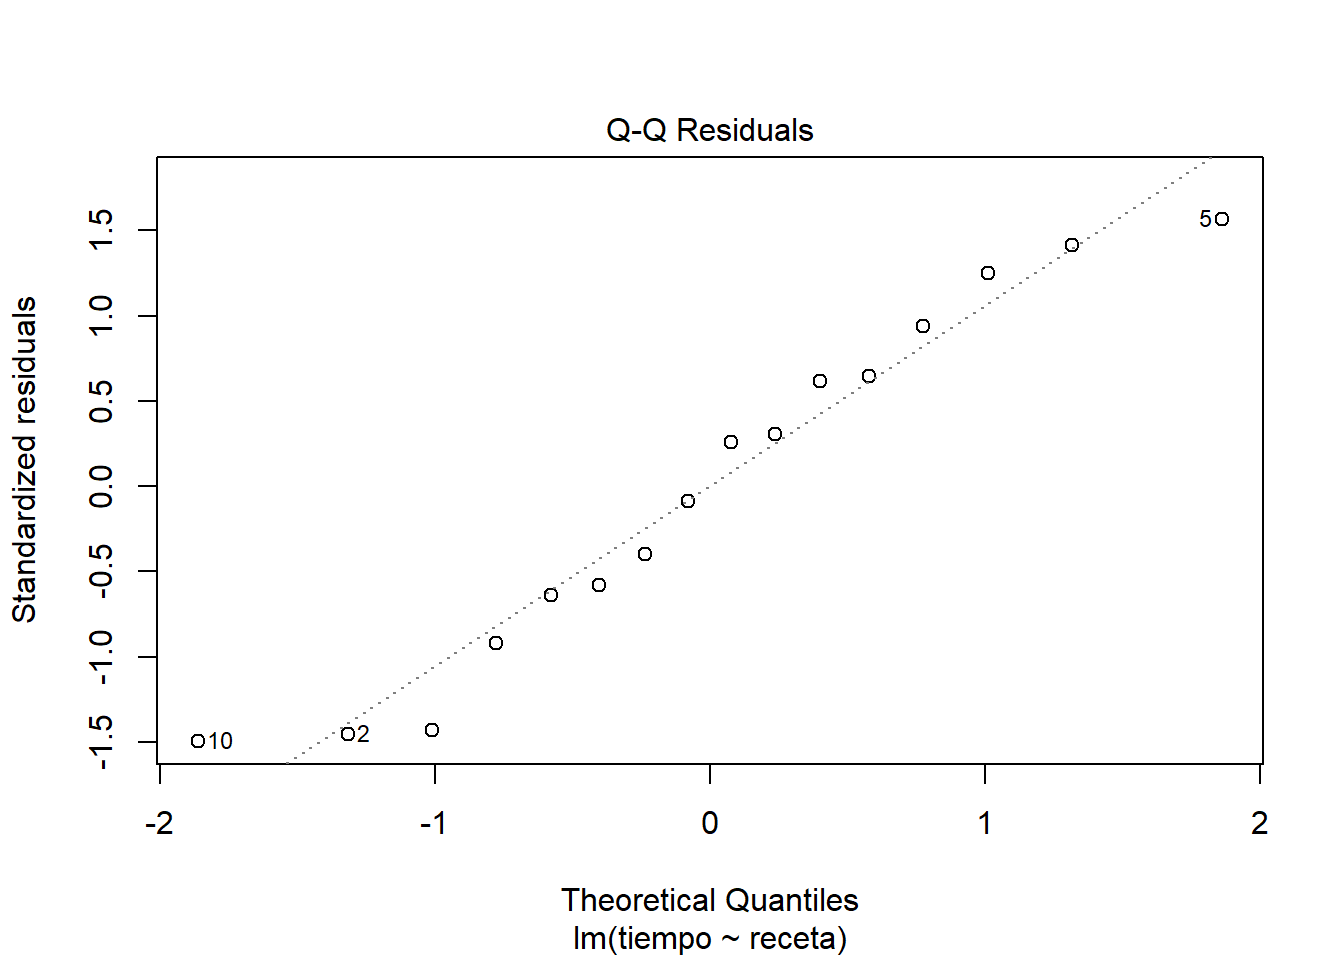 Q-Q Residuals
Standardized residuals
1.5
1.0
0.5
0.0
-0.5
-1.0
-1.5
5
10
2
-2 -1 0 1 2
Theoretical Quantiles
lm(tiempo ~ receta)